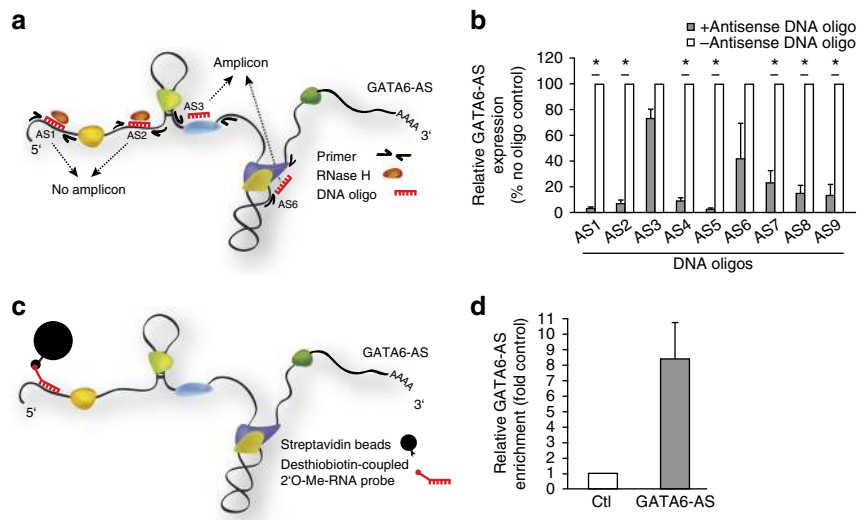 a
Amplicon
GATA6-AS
AAAA
3'
AS3
AS1
AS2
5'
No amplicon
AS6
Primer
RNase H
DNA oligo
b
+Antisense DNA oligo
–Antisense DNA oligo
Relative GATA6-AS
expression
(% no oligo control)
120
100
80
60
40
20
0
* * * * * * *
AS1 AS2 AS3 AS4 AS5 AS6 AS7 AS8 AS9
DNA oligos
c
GATA6-AS
AAAA
3'
5'
Streptavidin beads
Desthiobiotin-coupled
2'O-Me-RNA probe
d
Relative GATA6-AS
enrichment (fold control)
11
10
9
8
7
6
5
4
3
2
1
0
Ctl GATA6-AS